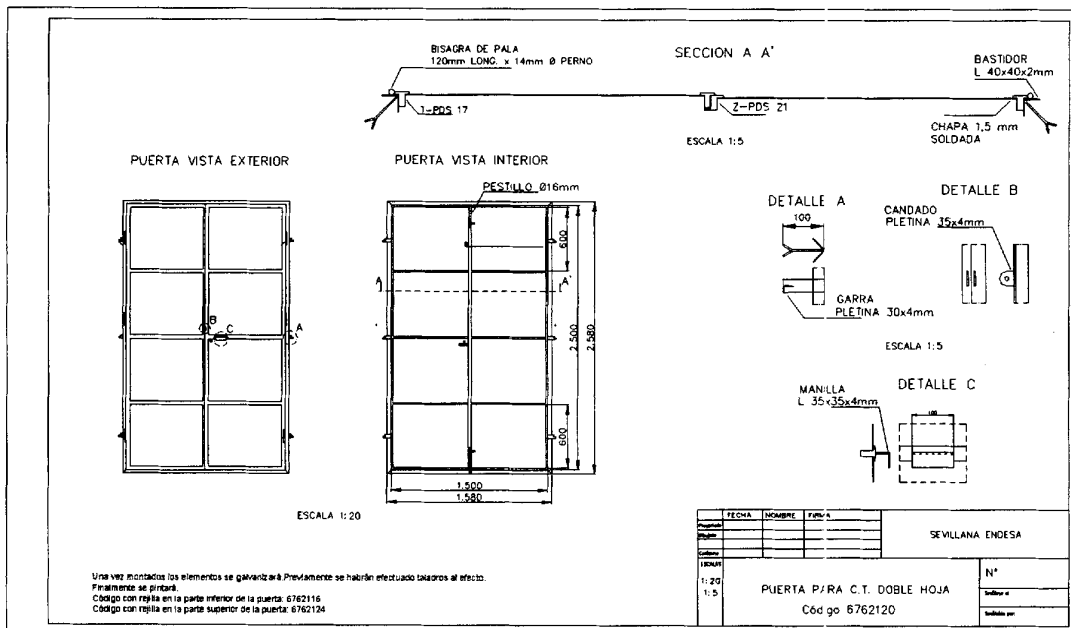 BISAGRA DE PALA
120mm LONG. x 14mm Ø PERNO
SECCION A A'
BASTIDOR
L 40x40x2mm
1-PDS 17
2-PDS 21
CHAPA 1,5 mm
SOLDADA
ESCALA 1:5
PUERTA VISTA EXTERIOR
PUERTA VISTA INTERIOR
PESTILLO Ø16mm
DETALLE A
DETALLE B
100
CANDADO
PLETINA 35x4mm
600
A
A'
B
C
A
2.500
2.580
GARRA
PLETINA 30x4mm
ESCALA 1:5
600
MANILLA
L 35x35x4mm
DETALLE C
100
1.500
1.580
ESCALA 1:20
FECHA NOMBRE FIRMA
SEVILLANA ENDESA
1:20
1:5
PUERTA P/RA C.T. DOBLE HOJA
Cód go 6762120
N°
Una vez montados los elementos se galvanizará.Previamente se habrán efectuado taladros al efecto.
Finalmente se pintará.
Código con rejilla en la parte inferior de la puerta: 6762116
Código con rejilla en la parte superior de la puerta: 6762124